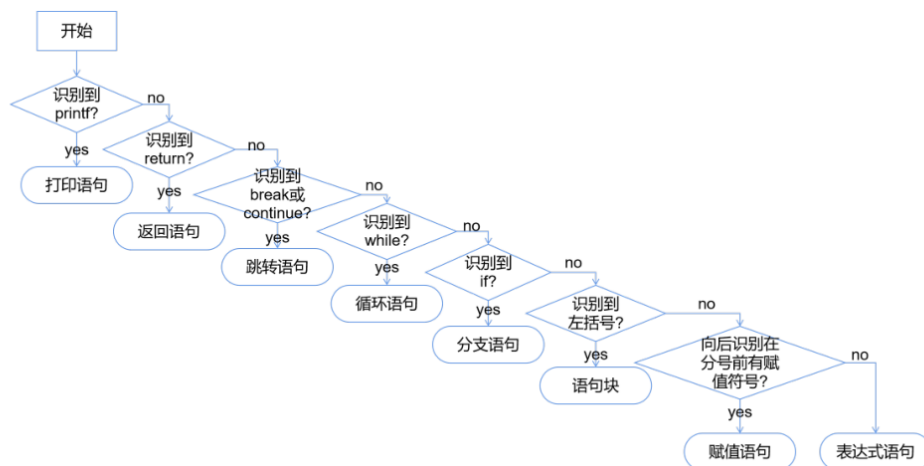 开始
识别到
printf?
no
yes
打印语句
识别到
return?
no
yes
返回语句
识别到
break或
continue?
no
yes
跳转语句
识别到
while?
no
yes
循环语句
识别到
if?
no
yes
分支语句
识别到
左括号?
no
yes
语句块
向后识别在
分号前有赋
值符号?
no
yes
赋值语句
表达式语句